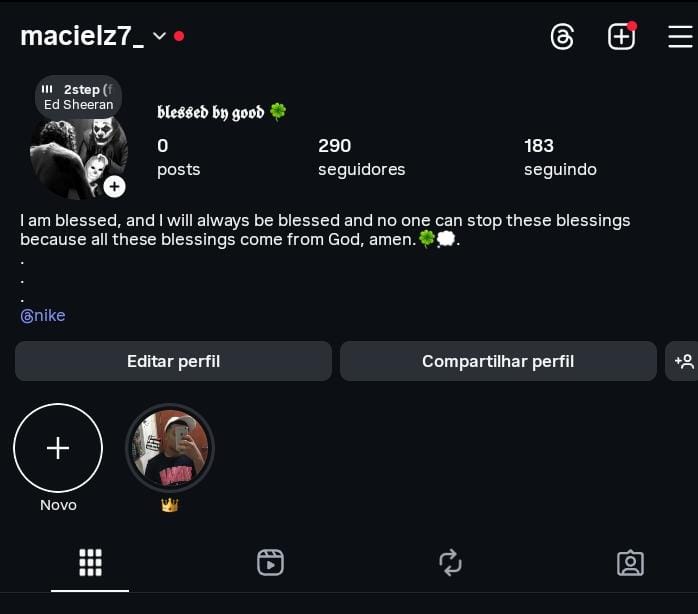 macielz7_
2step (f
Ed Sheeran
blessed by good 🍀
0 290 183
posts seguidores seguindo
I am blessed, and I will always be blessed and no one can stop these blessings
because all these blessings come from God, amen.🍀💭.
.
.
.
@nike
Editar perfil Compartilhar perfil
Novo 👑